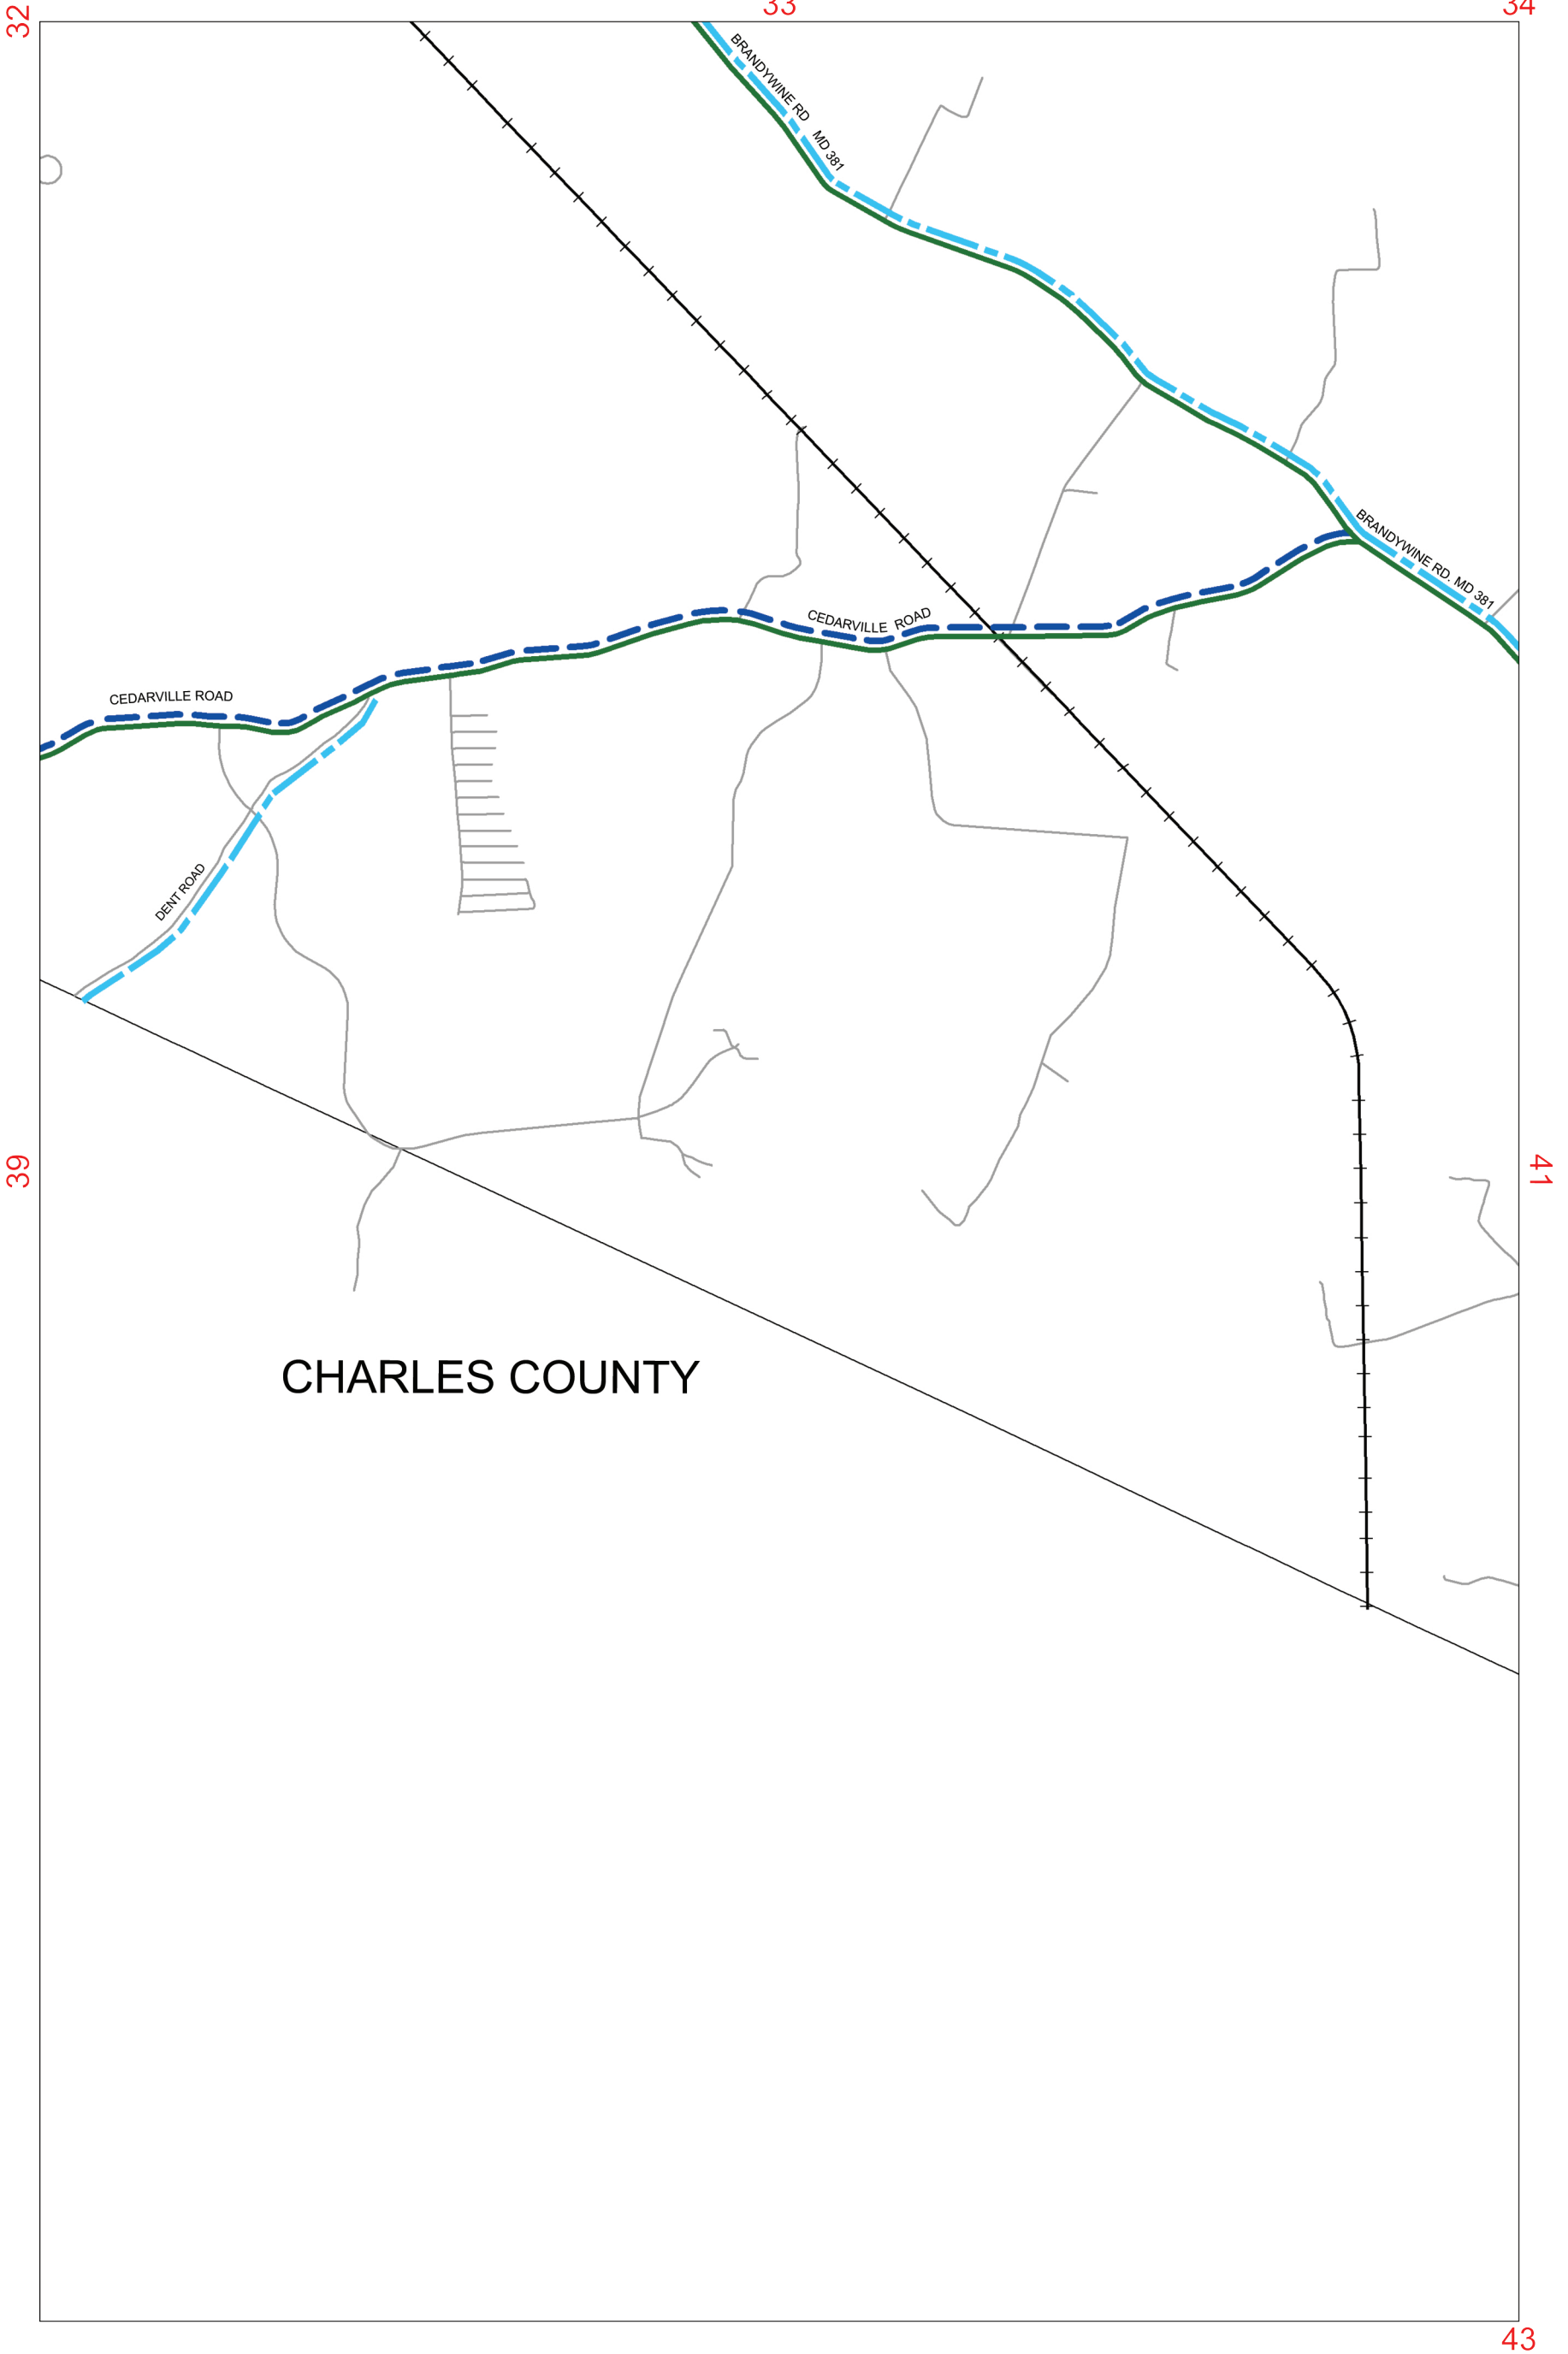 32
33
34
BRANDYWINE RD MD 381
BRANDYWINE RD. MD 381
CEDARVILLE ROAD
CEDARVILLE ROAD
DENT ROAD
39
41
CHARLES COUNTY
43